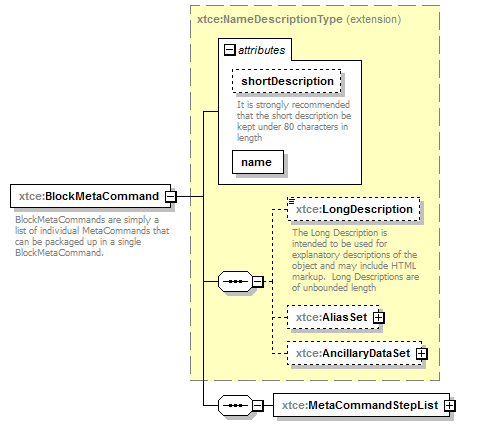 xtce:NameDescriptionType (extension)
attributes
shortDescription
It is strongly recommended
that the short description be
kept under 80 characters in
length
name
xtce:BlockMetaCommand
BlockMetaCommands are simply a
list of individual MetaCommands that
can be packaged up in a single
BlockMetaCommand.
xtce:LongDescription
The Long Description is
intended to be used for
explanatory descriptions of the
object and may include HTML
markup.  Long Descriptions are
of unbounded length
xtce:AliasSet
xtce:AncillaryDataSet
xtce:MetaCommandStepList